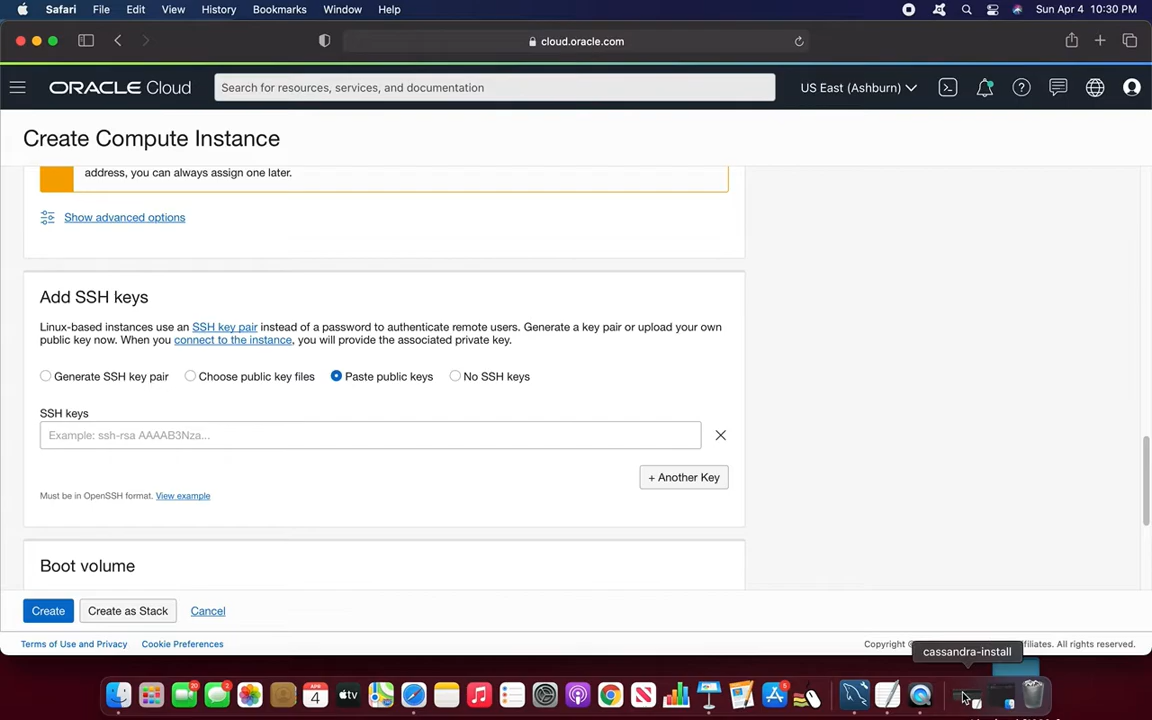 Safari File Edit View History Bookmarks Window Help Sun Apr 4 10:30 PM
cloud.oracle.com
ORACLE Cloud Search for resources, services, and documentation US East (Ashburn)
Create Compute Instance
address, you can always assign one later.
Show advanced options
Add SSH keys
Linux-based instances use an SSH key pair instead of a password to authenticate remote users. Generate a key pair or upload your own
public key now. When you connect to the instance, you will provide the associated private key.
Generate SSH key pair Choose public key files Paste public keys No SSH keys
SSH keys
Example: ssh-rsa AAAAB3Nza...
+ Another Key
Must be in OpenSSH format. View example
Boot volume
Create Create as Stack Cancel
Terms of Use and Privacy Cookie Preferences Copyright filiates. All rights reserved.
cassandra-install
APR
4
tv